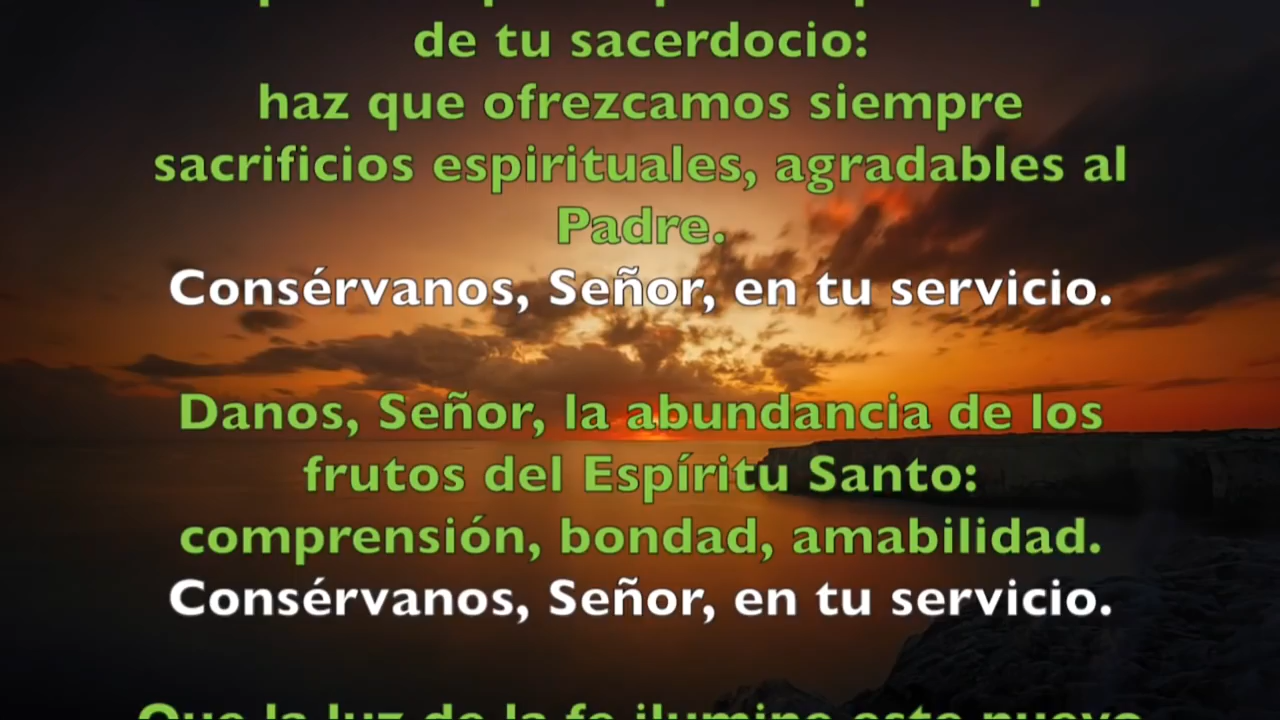 de tu sacerdocio:
haz que ofrezcamos siempre
sacrificios espirituales, agradables al
Padre.
Consérvanos, Señor, en tu servicio.
Danos, Señor, la abundancia de los
frutos del Espíritu Santo:
comprensión, bondad, amabilidad.
Consérvanos, Señor, en tu servicio.
Que la luz de la fe ilumine este nuevo